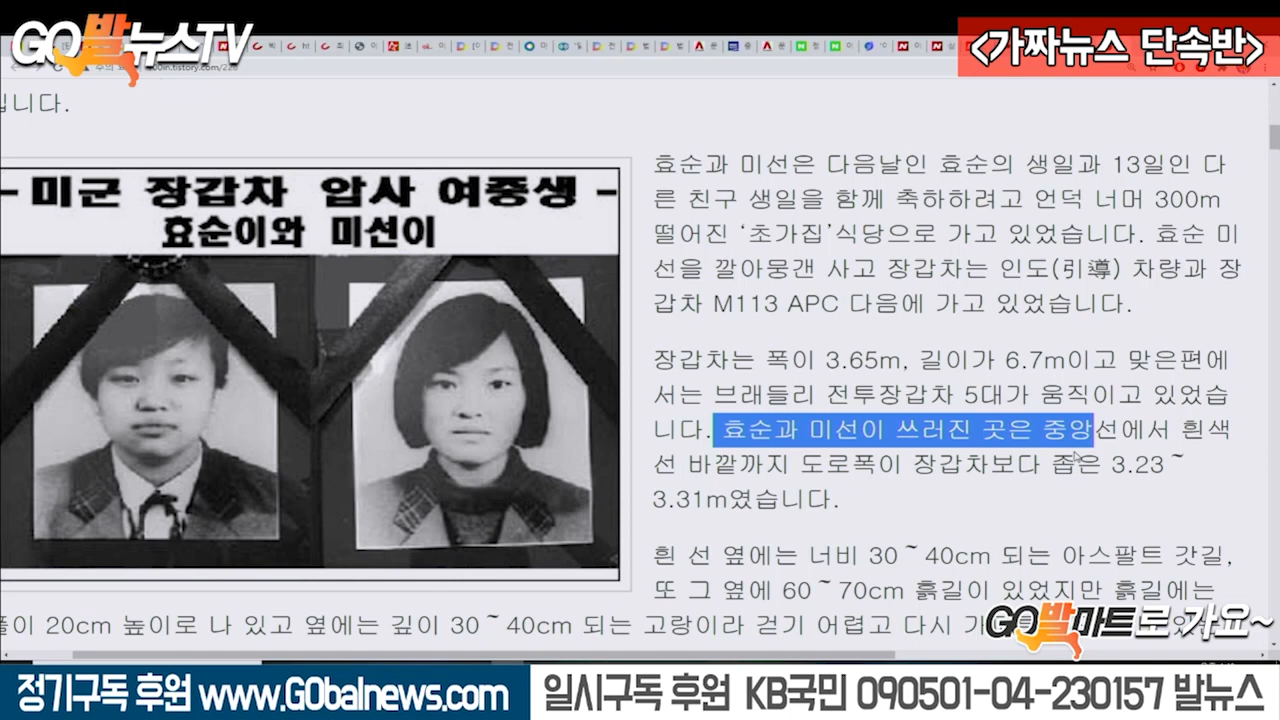 GO발뉴스TV
<가짜뉴스 단속반>
입니다.
- 미군 장갑차 압사 여중생 -
효순이와 미선이
효순과 미선은 다음날인 효순의 생일과 13일인 다
른 친구 생일을 함께 축하하려고 언덕 너머 300m
떨어진 '초가집'식당으로 가고 있었습니다. 효순 미
선을 깔아뭉갠 사고 장갑차는 인도(引導) 차량과 장
갑차 M113 APC 다음에 가고 있었습니다.
장갑차는 폭이 3.65m, 길이가 6.7m이고 맞은편에
서는 브래들리 전투장갑차 5대가 움직이고 있었습
니다. 효순과 미선이 쓰러진 곳은 중앙선에서 흰색
선 바깥까지 도로폭이 장갑차보다 좁은 3.23~
3.31m였습니다.
흰 선 옆에는 너비 30~40cm 되는 아스팔트 갓길,
또 그 옆에 60~70cm 흙길이 있었지만 흙길에는
풀이 20cm 높이로 나 있고 옆에는 깊이 30~40cm 되는 고랑이라 걷기 어렵고 다시
GO발마트로 가요~
정기구독 후원 www.GObalnews.com
일시구독 후원 KB국민 090501-04-230157 발뉴스